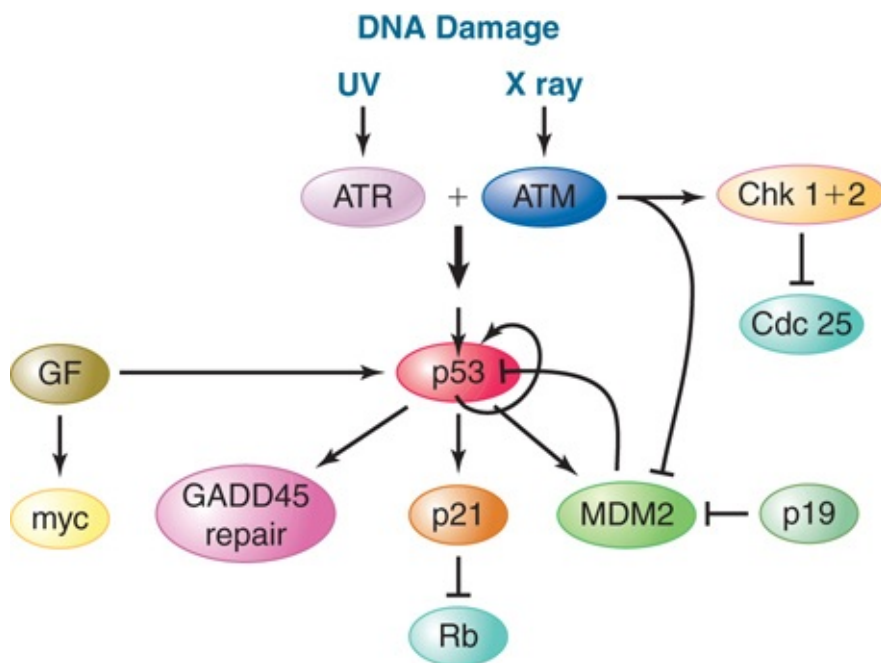 DNA Damage
UV
X ray
ATR
+
ATM
Chk 1+2
Cdc 25
GF
p53
myc
GADD45
repair
p21
MDM2
p19
Rb